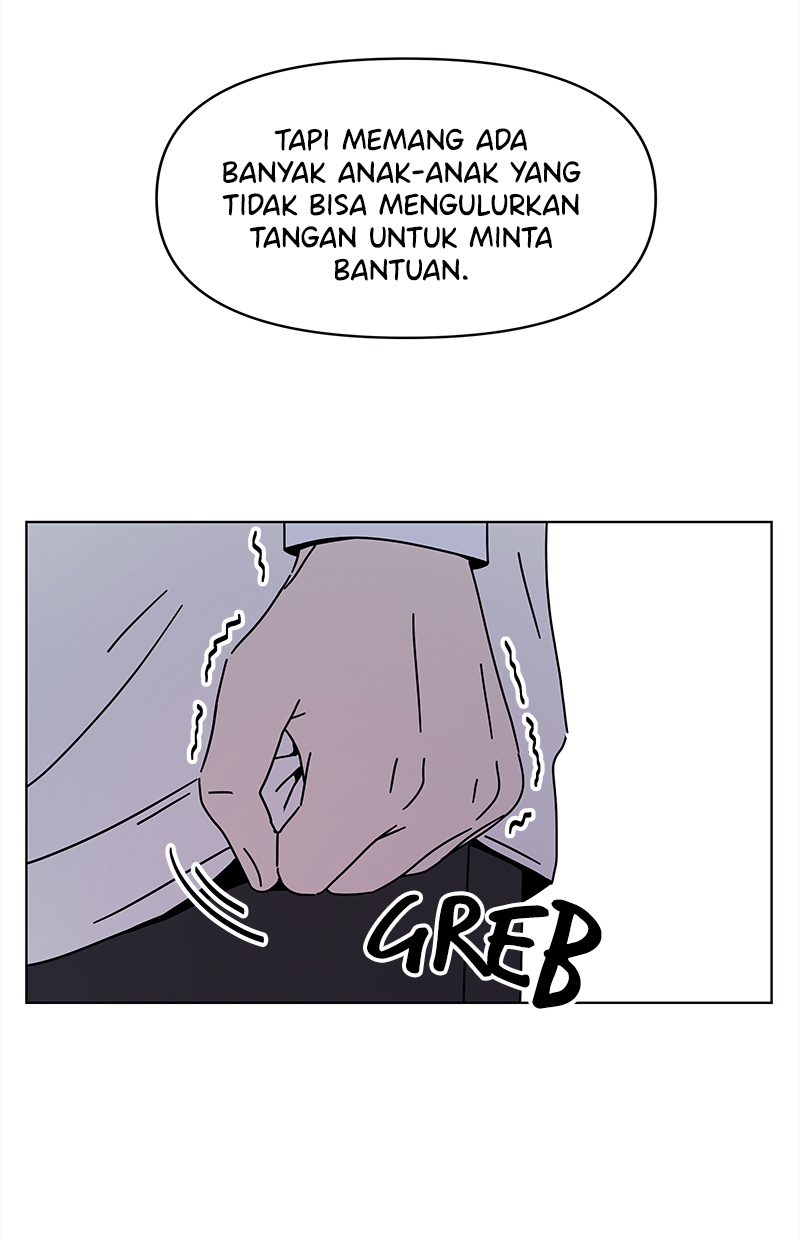 TAPI MEMANG ADA
BANYAK ANAK-ANAK YANG
TIDAK BISA MENGULURKAN
TANGAN UNTUK MINTA
BANTUAN.
GREB